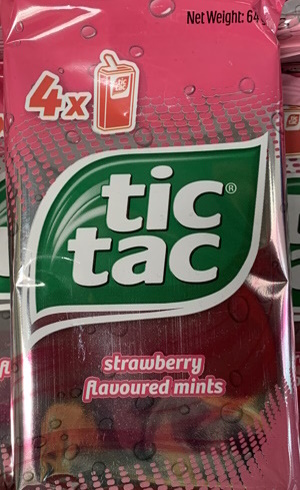 Net Weight: 64
4x
tic
tac
tic®
tac
strawberry
flavoured mints